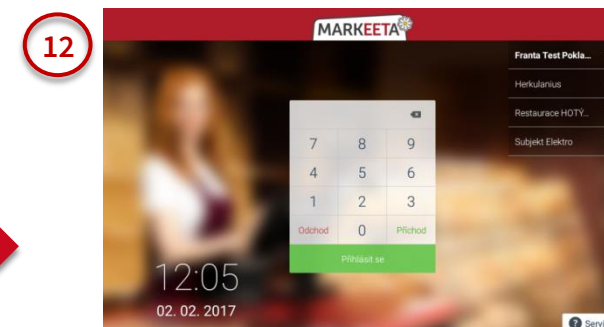 12
MARKEETA
Franta Test Pokla...
Herkulanius
Restaurace HOTÝ...
Subjekt Elektro
7 8 9
4 5 6
1 2 3
Odchod 0 Příchod
Přihlásit se
12:05
02. 02. 2017
? Servi